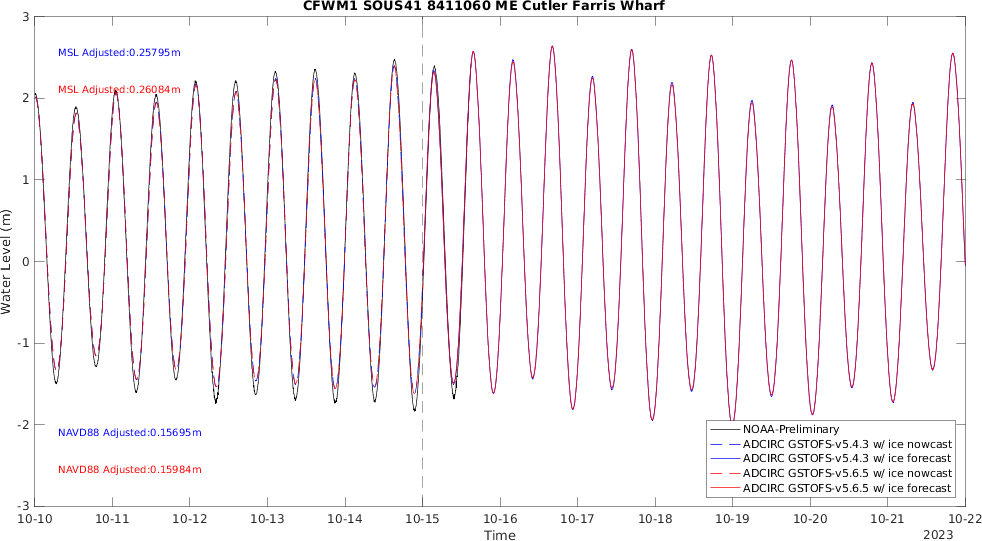 CFWM1 SOUS41 8411060 ME Cutler Farris Wharf
3
2
1
0
-1
-2
-3
Water Level (m)
MSL Adjusted:0.25795m
MSL Adjusted:0.26084m
NAVD88 Adjusted:0.15695m
NAVD88 Adjusted:0.15984m
NOAA-Preliminary
ADCIRC GSTOFS-v5.4.3 w/ ice nowcast
ADCIRC GSTOFS-v5.4.3 w/ ice forecast
ADCIRC GSTOFS-v5.6.5 w/ ice nowcast
ADCIRC GSTOFS-v5.6.5 w/ ice forecast
10-10 10-11 10-12 10-13 10-14 10-15 10-16 10-17 10-18 10-19 10-20 10-21 10-22
Time
2023